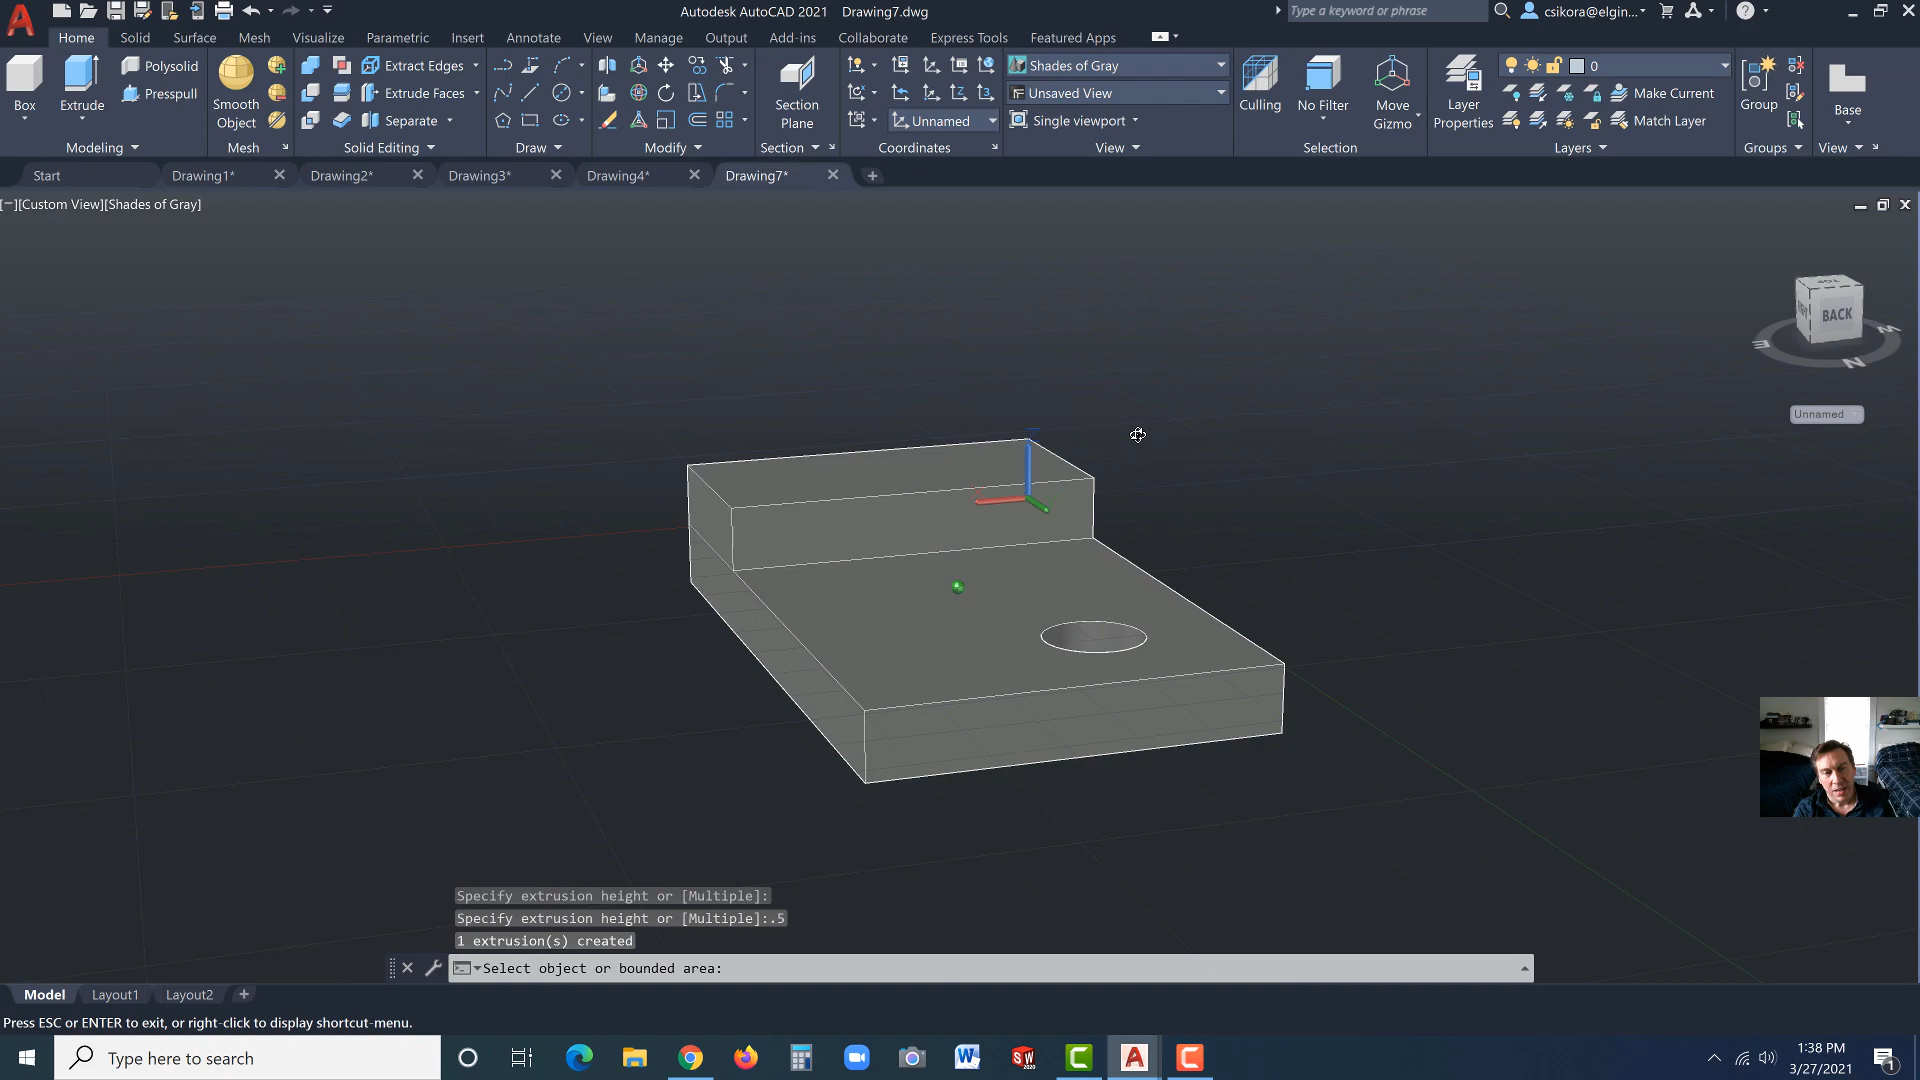 Autodesk AutoCAD 2021 Drawing7.dwg
Type a keyword or phrase
csikora@elgin...
Home Solid Surface Mesh Visualize Parametric Insert Annotate View Manage Output Add-ins Collaborate Express Tools Featured Apps
Box
Extrude
Polysolid
Presspull
Modeling
Smooth
Object
Mesh
Extract Edges
Extrude Faces
Separate
Solid Editing
Draw
Modify
Section
Plane
Section
Unnamed
Coordinates
Shades of Gray
Unsaved View
Single viewport
View
Culling
No Filter
Move
Gizmo
Selection
Layer
Properties
0
Make Current
Match Layer
Layers
Group
Groups
Base
View
Start Drawing1* Drawing2* Drawing3* Drawing4* Drawing7*
[−][Custom View][Shades of Gray]
TOP
BACK
E
N
W
Unnamed
Specify extrusion height or [Multiple]:
Specify extrusion height or [Multiple]:.5
1 extrusion(s) created
Select object or bounded area:
Model Layout1 Layout2
Press ESC or ENTER to exit, or right-click to display shortcut-menu.
Type here to search
1:38 PM
3/27/2021